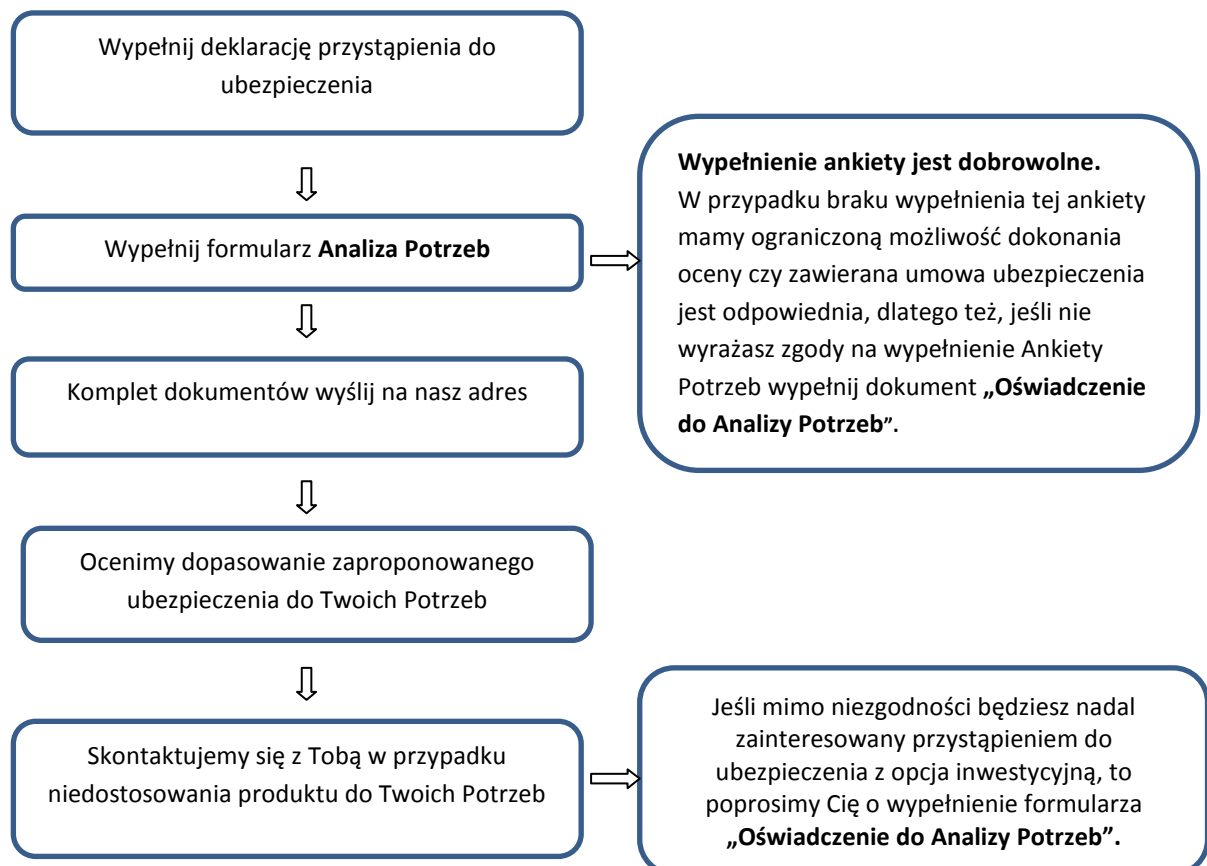 Wypełnij deklarację przystąpienia do
ubezpieczenia
Wypełnij formularz Analiza Potrzeb
Wypełnienie ankiety jest dobrowolne.
W przypadku braku wypełnienia tej ankiety
mamy ograniczoną możliwość dokonania
oceny czy zawierana umowa ubezpieczenia
jest odpowiednia, dlatego też, jeśli nie
wyrażasz zgody na wypełnienie Ankiety
Potrzeb wypełnij dokument „Oświadczenie
do Analizy Potrzeb”.
Komplet dokumentów wyślij na nasz adres
Ocenimy dopasowanie zaproponowanego
ubezpieczenia do Twoich Potrzeb
Skontaktujemy się z Tobą w przypadku
niedostosowania produktu do Twoich Potrzeb
Jeśli mimo niezgodności będziesz nadal
zainteresowany przystąpieniem do
ubezpieczenia z opcja inwestycyjną, to
poprosimy Cię o wypełnienie formularza
„Oświadczenie do Analizy Potrzeb”.